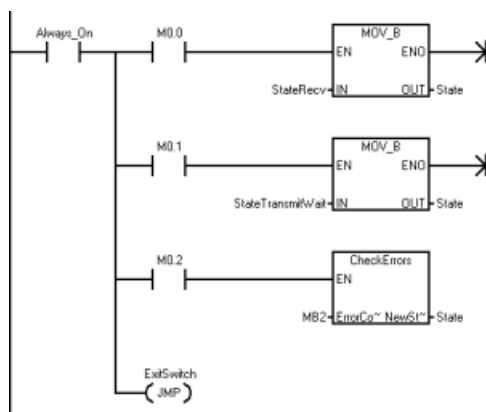 Always_On
M0.0
MOV_B
EN ENO
StateRecv IN OUT State
M0.1
MOV_B
EN ENO
StateTransmitWait IN OUT State
M0.2
CheckErrors
EN
MB2 ErrorCo~ NewSt~ State
ExitSwitch
JMP